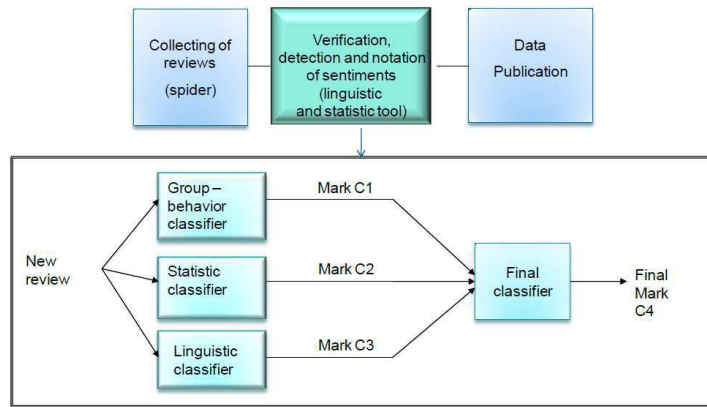 Collecting of
reviews
(spider)
Verification,
detection and notation
of sentiments
(linguistic
and statistic tool)
Data
Publication
New
review
Group –
behavior
classifier
Statistic
classifier
Linguistic
classifier
Mark C1
Mark C2
Mark C3
Final
classifier
Final
Mark
C4